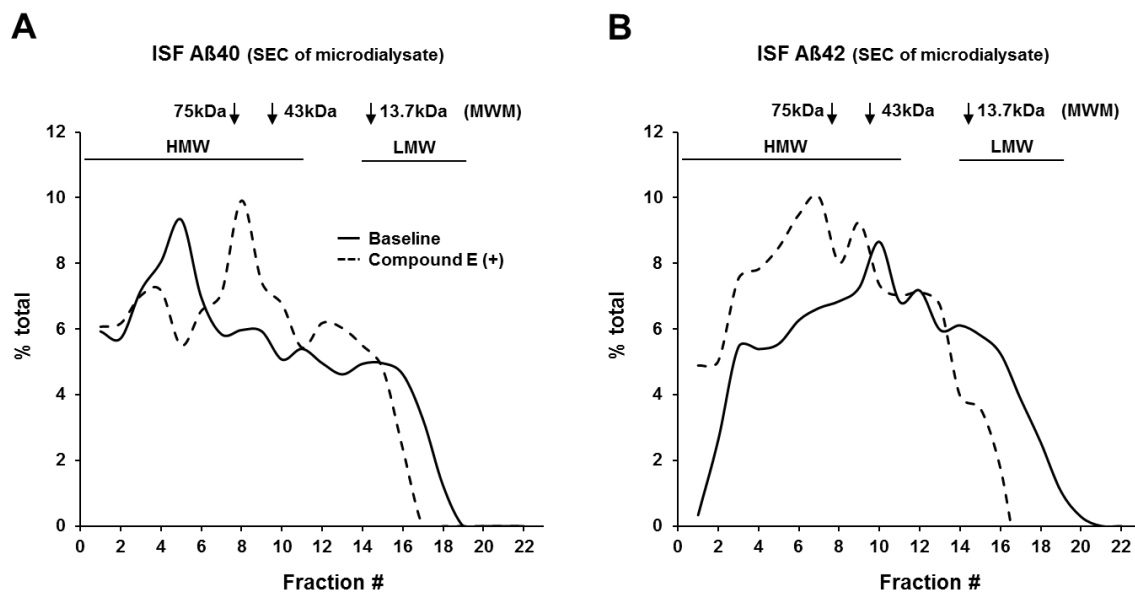 A
ISF Aß40 (SEC of microdialysate)
75kDa 43kDa 13.7kDa (MWM)
HMW LMW
Baseline
Compound E (+)
% total
12
10
8
6
4
2
0
0 2 4 6 8 10 12 14 16 18 20 22
Fraction #
B
ISF Aß42 (SEC of microdialysate)
75kDa 43kDa 13.7kDa (MWM)
HMW LMW
% total
12
10
8
6
4
2
0
0 2 4 6 8 10 12 14 16 18 20 22
Fraction #